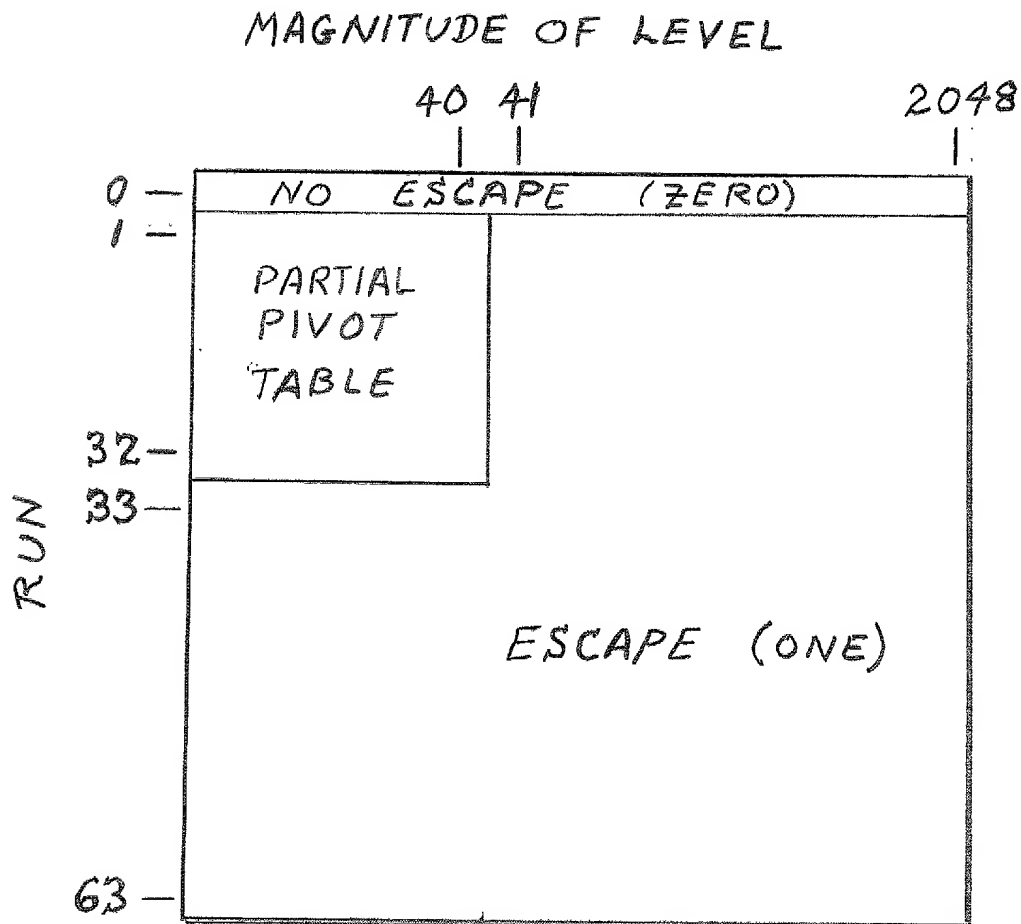 MAGNITUDE OF LEVEL
40 41 2048
0
NO ESCAPE (ZERO)
1
PARTIAL
PIVOT
TABLE
32
33
RUN
ESCAPE (ONE)
63